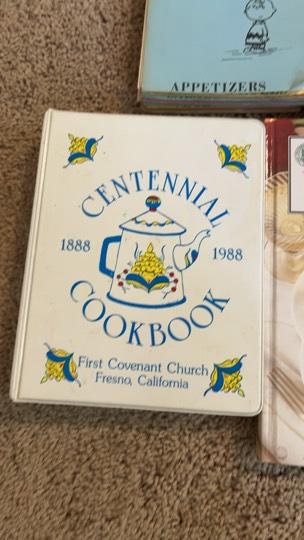 APPETIZERS
CENTENNIAL
1888 1988
COOKBOOK
First Covenant Church
Fresno, California